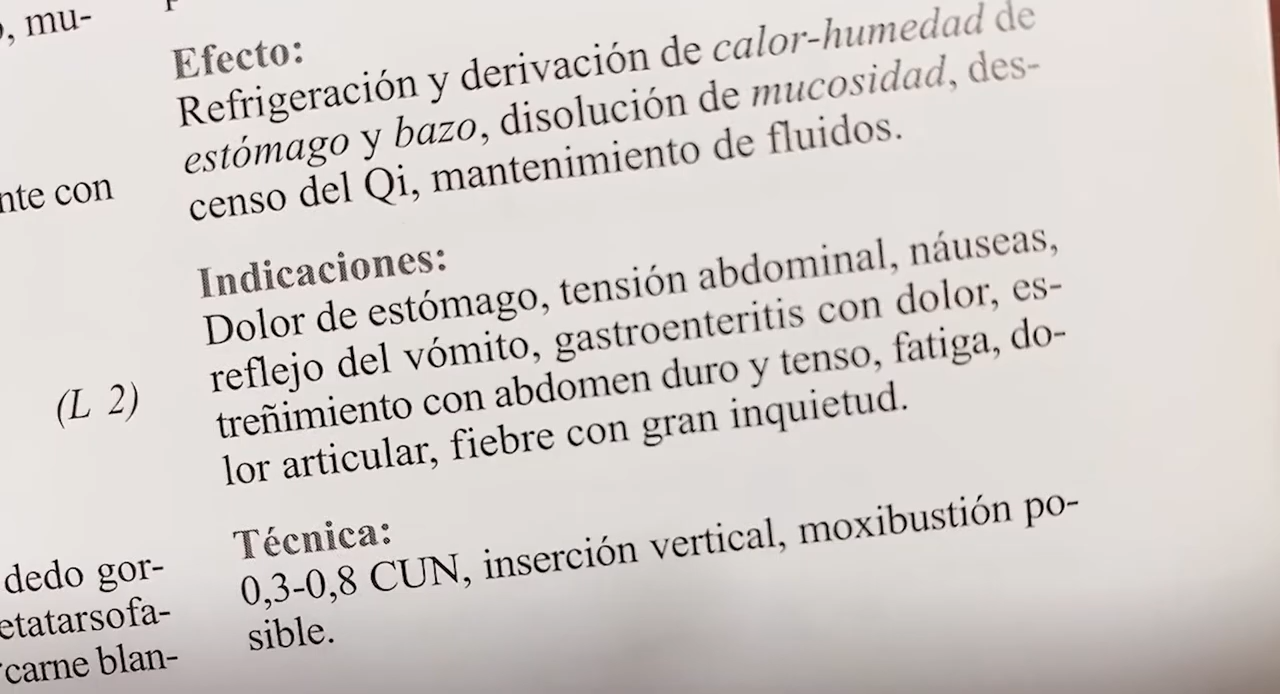 , mu-
nte con
(L 2)
dedo gor-
etatarsofa-
carne blan-
Efecto:
Refrigeración y derivación de calor-humedad de
estómago y bazo, disolución de mucosidad, des-
censo del Qi, mantenimiento de fluidos.
Indicaciones:
Dolor de estómago, tensión abdominal, náuseas,
reflejo del vómito, gastroenteritis con dolor, es-
treñimiento con abdomen duro y tenso, fatiga, do-
lor articular, fiebre con gran inquietud.
Técnica:
0,3-0,8 CUN, inserción vertical, moxibustión po-
sible.